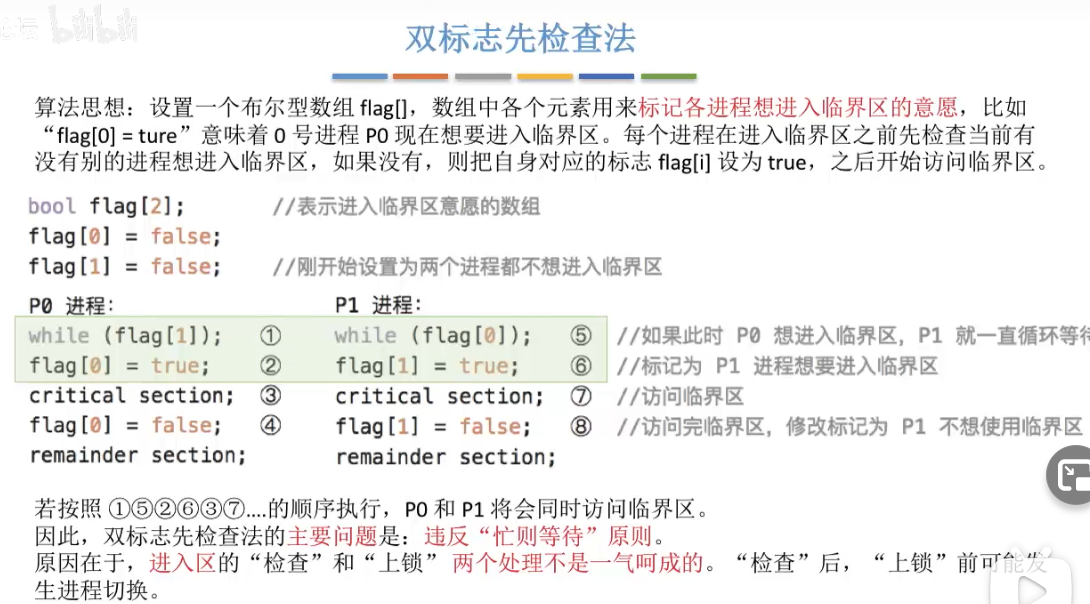 bilibili
双标志先检查法
算法思想：设置一个布尔型数组 flag[]，数组中各个元素用来标记各进程想进入临界区的意愿，比如
“flag[0] = ture”意味着 0 号进程 P0 现在想要进入临界区。每个进程在进入临界区之前先检查当前有
没有别的进程想进入临界区，如果没有，则把自身对应的标志 flag[i] 设为 true，之后开始访问临界区。
bool flag[2]; //表示进入临界区意愿的数组
flag[0] = false;
flag[1] = false; //刚开始设置为两个进程都不想进入临界区
P0 进程: P1 进程:
while (flag[1]); ① while (flag[0]); ⑤ //如果此时 P0 想进入临界区，P1 就一直循环等待
flag[0] = true; ② flag[1] = true; ⑥ //标记为 P1 进程想要进入临界区
critical section; ③ critical section; ⑦ //访问临界区
flag[0] = false; ④ flag[1] = false; ⑧ //访问完临界区，修改标记为 P1 不想使用临界区
remainder section; remainder section;
若按照 ①⑤②⑥③⑦....的顺序执行，P0 和 P1 将会同时访问临界区。
因此，双标志先检查法的主要问题是：违反“忙则等待”原则。
原因在于，进入区的“检查”和“上锁” 两个处理不是一气呵成的。“检查”后，“上锁”前可能发
生进程切换。